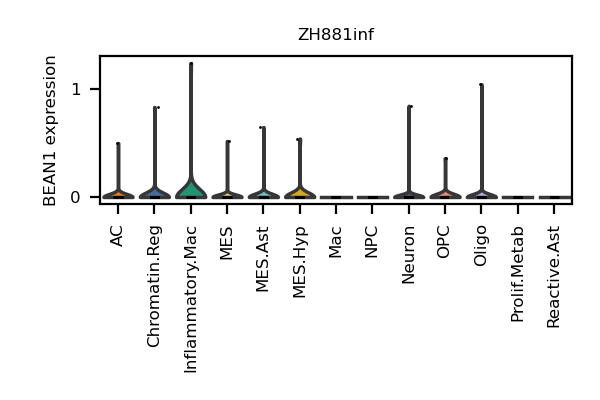 ZH881inf
BEAN1 expression
1
0
AC
Chromatin.Reg
Inflammatory.Mac
MES
MES.Ast
MES.Hyp
Mac
NPC
Neuron
OPC
Oligo
Prolif.Metab
Reactive.Ast